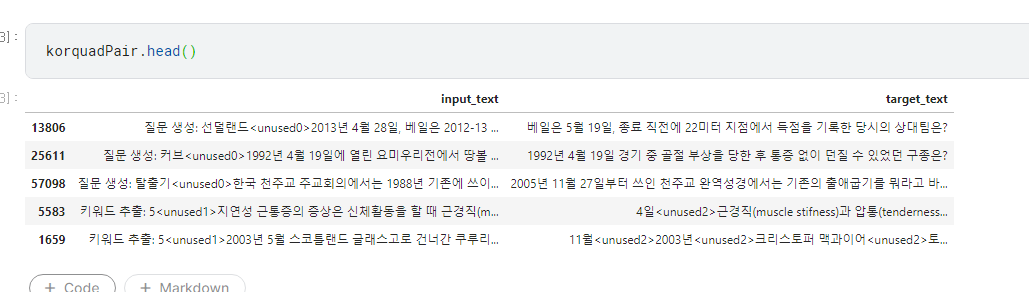 3]:
korquadPair.head()
3]:
input_text target_text
13806 질문 생성: 선덜랜드<unused0>2013년 4월 28일, 베일은 2012-13 ... 베일은 5월 19일, 종료 직전에 22미터 지점에서 득점을 기록한 당시의 상대팀은?
25611 질문 생성: 커브<unused0>1992년 4월 19일에 열린 요미우리전에서 땅볼 ... 1992년 4월 19일 경기 중 골절 부상을 당한 후 통증 없이 던질 수 있었던 구종은?
57098 질문 생성: 탈출기<unused0>한국 천주교 주교회의에서는 1988년 기존에 쓰이... 2005년 11월 27일부터 쓰인 천주교 완역성경에서는 기존의 출애굽기를 뭐라고 바...
5583 키워드 추출: 5<unused1>지연성 근통증의 증상은 신체활동을 할 때 근경직(m... 4일<unused2>근경직(muscle stifness)과 압통(tenderness...
1659 키워드 추출: 5<unused1>2003년 5월 스코틀랜드 글래스고로 건너간 쿠루리... 11월<unused2>2003년<unused2>크리스토퍼 맥과이어<unused2>토...
+ Code + Markdown